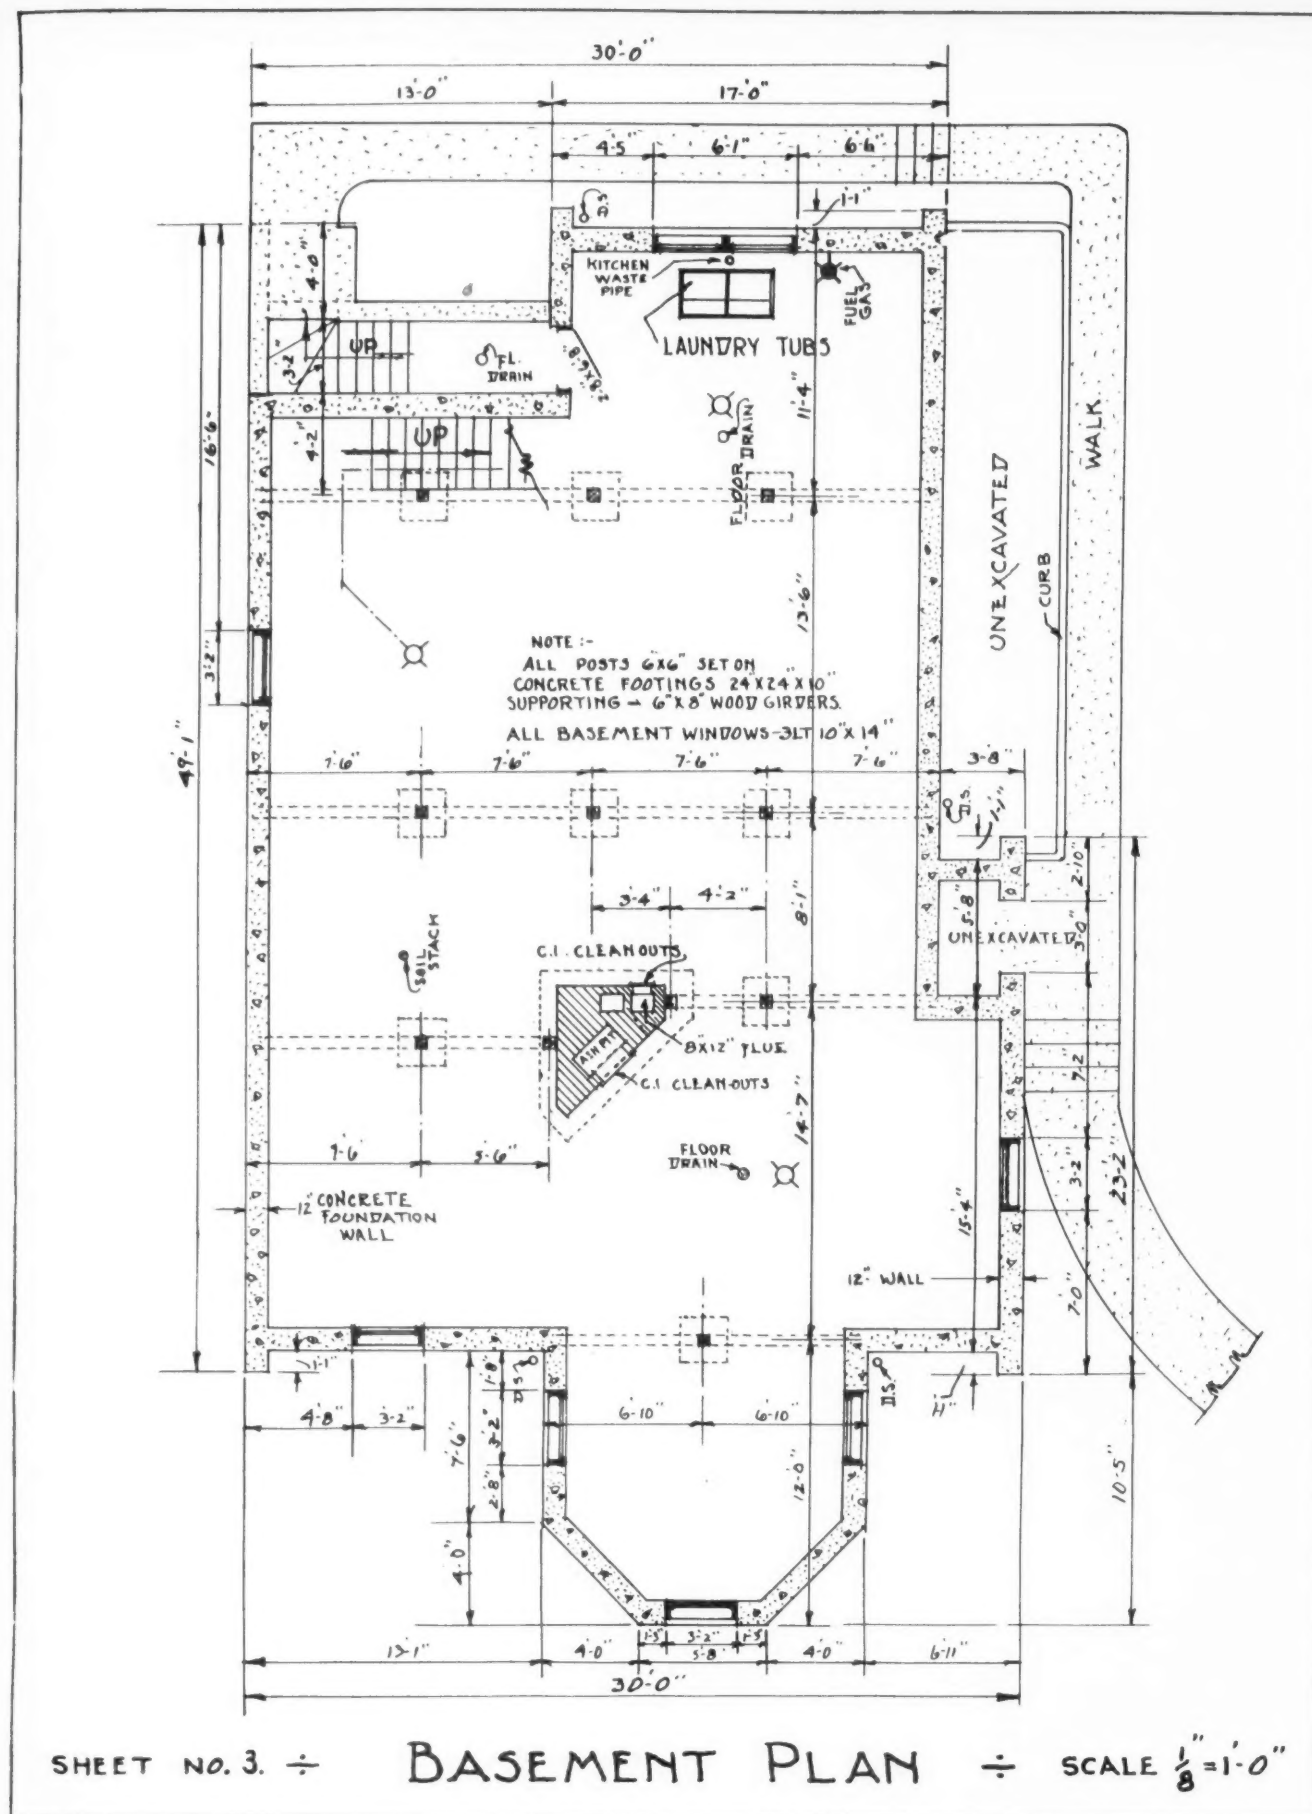 30'-0"
13'-0" 17'-0"
4'-5" 6'-1" 6'-6"
D.S.
1'-1"
KITCHEN
WASTE
PIPE
FUEL
GAS
LAUNDRY TUBS
4'-0"
UP
3'-2"
FL.
DRAIN
2'-8"X6'-8"
11'-4"
FLOOR
DRAIN
WALK
16'-6"
4'-2"
UP
UNEXCAVATED
CURB
13'-6"
3'-2"
NOTE :-
ALL POSTS 6X6" SET ON
CONCRETE FOOTINGS 24"X24"X10"
SUPPORTING - 6"X8" WOOD GIRDERS.
ALL BASEMENT WINDOWS-3LT 10"X14"
49'-1"
7'-6" 7'-6" 7'-6" 7'-6" 3'-8"
D.S.
1'-1"
2'-10"
3'-4" 4'-2"
8'-1"
5'-8"
SOIL
STACK
C.I. CLEANOUTS
UNEXCAVATED
3'-0"
8X12" FLUE
ASH PIT
C.I. CLEAN-OUTS
7'-2"
14'-7"
7'-6" 5'-6"
FLOOR
DRAIN
3'-2"
23'-2"
12" CONCRETE
FOUNDATION
WALL
15'-4"
12" WALL
7'-0"
1'-1"
1'-8"
D.S.
D.S.
11"
4'-8" 3'-2"
7'-6"
3'-2"
6'-10" 6'-10"
2'-8"
12'-0"
10'-5"
4'-0"
1'-5" 3'-2" 1'-5"
13'-1" 4'-0" 5'-8" 4'-0" 6'-11"
30'-0"
SHEET NO. 3. ÷ BASEMENT PLAN ÷ SCALE 1/8"=1'-0"